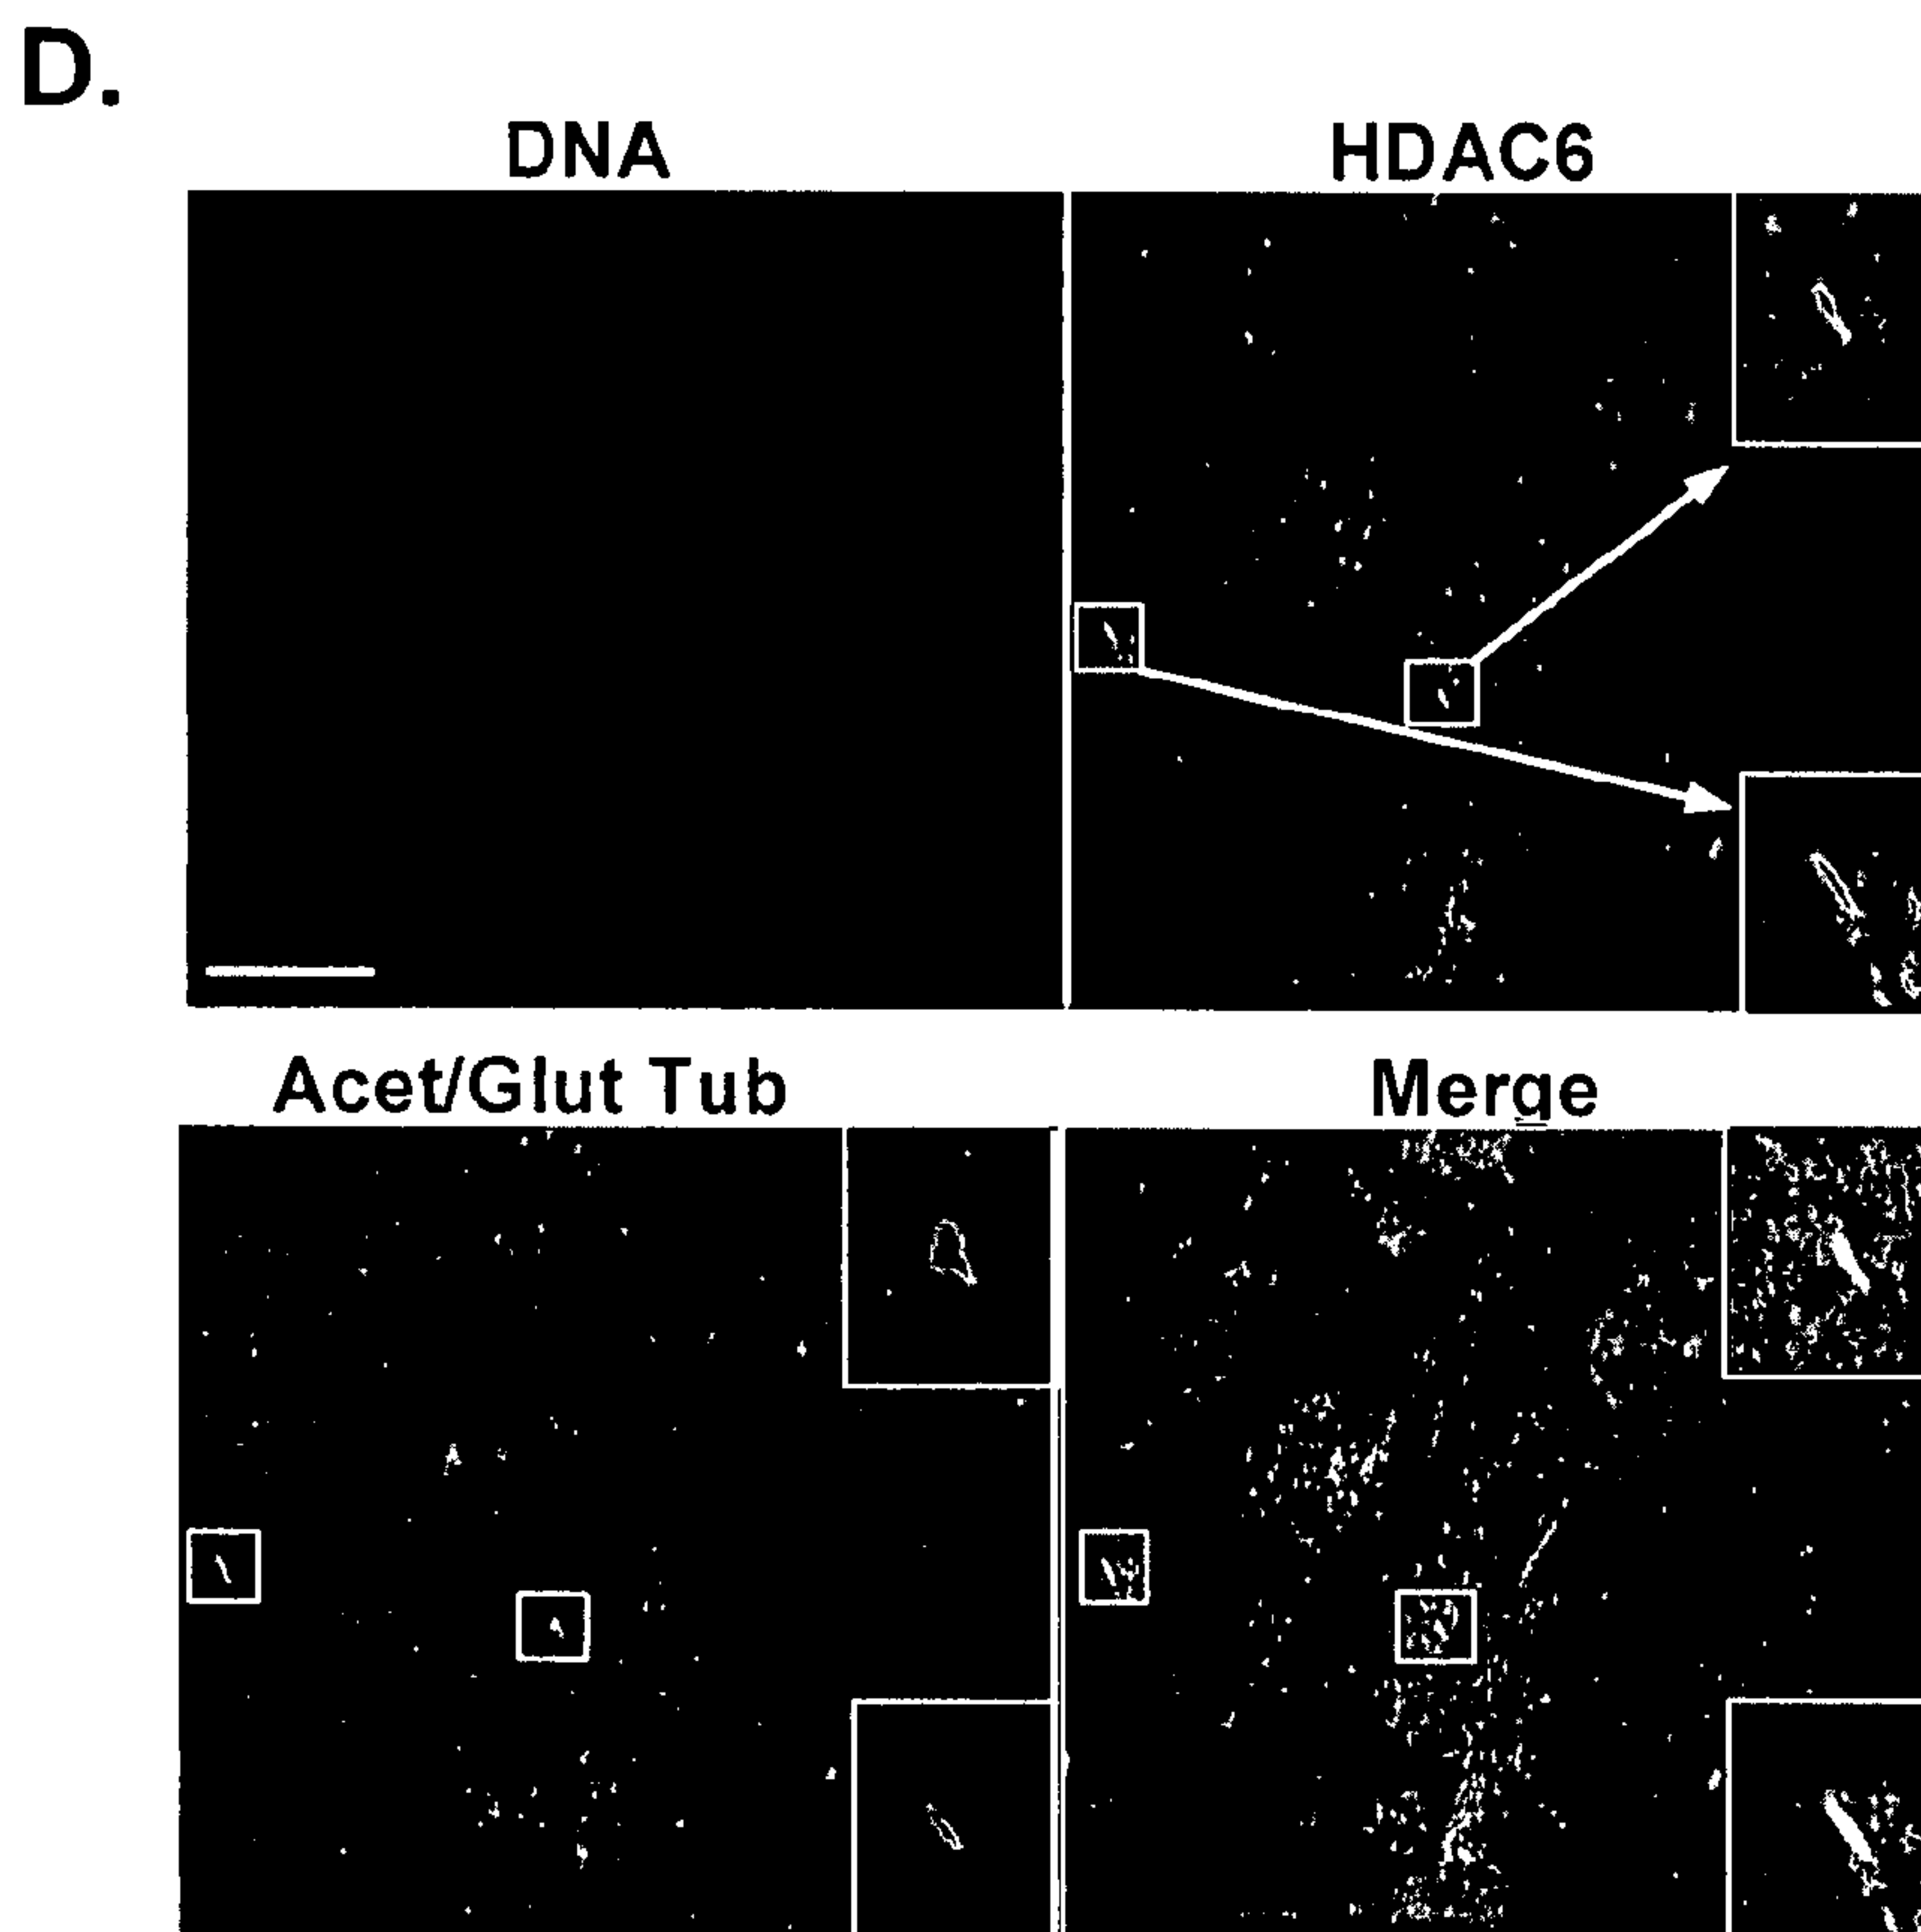 D.
DNA
HDAC6
Acet/Glut Tub
Merge